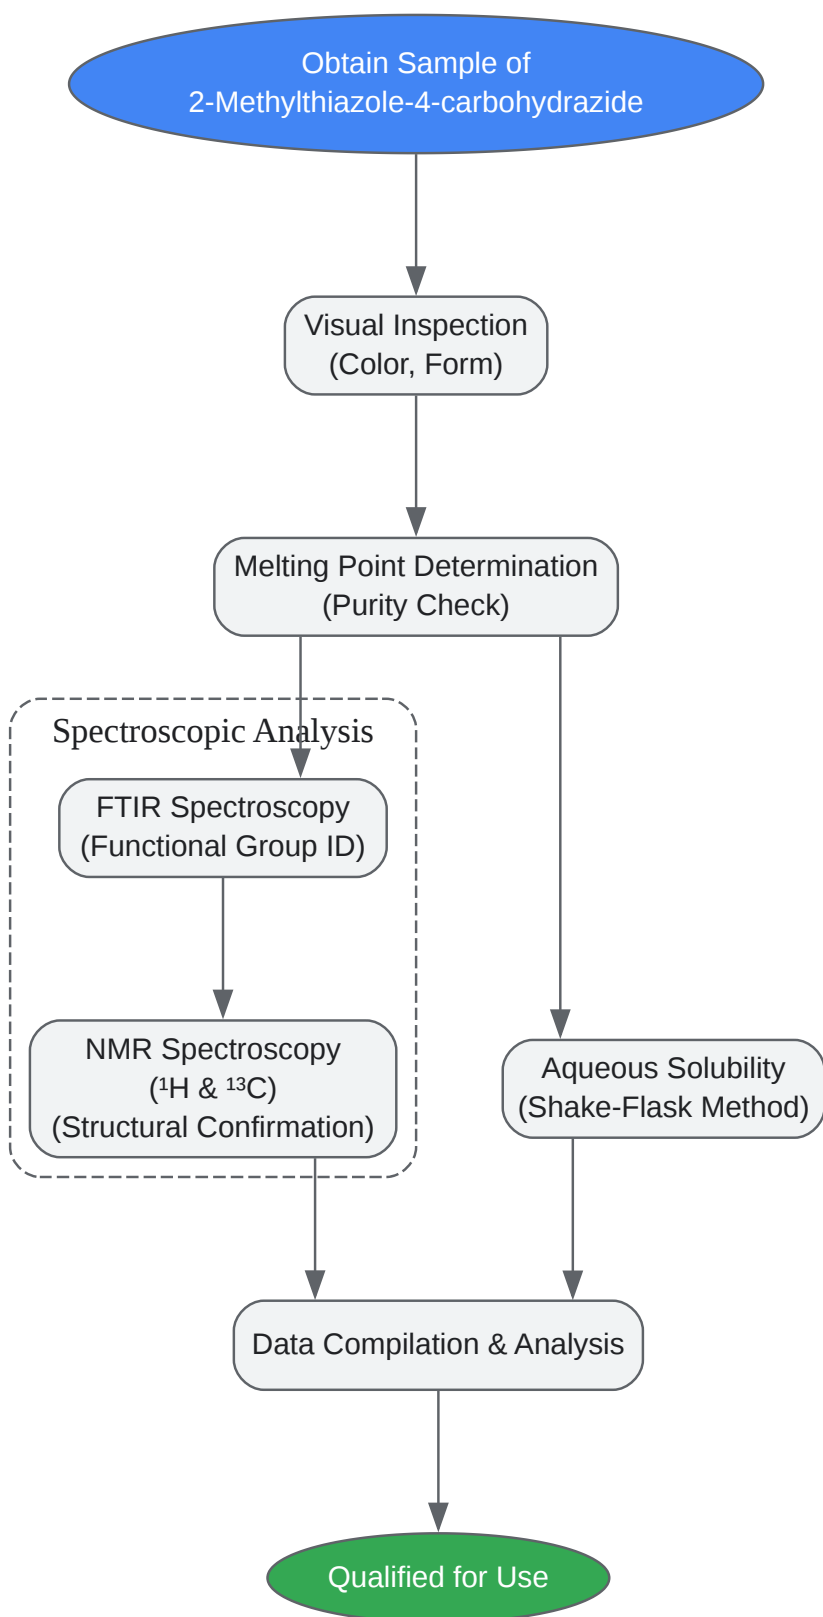 Obtain Sample of
2-Methylthiazole-4-carbohydrazide
Visual Inspection
(Color, Form)
Melting Point Determination
(Purity Check)
Spectroscopic Analysis
FTIR Spectroscopy
(Functional Group ID)
NMR Spectroscopy
(¹H & ¹³C)
(Structural Confirmation)
Aqueous Solubility
(Shake-Flask Method)
Data Compilation & Analysis
Qualified for Use